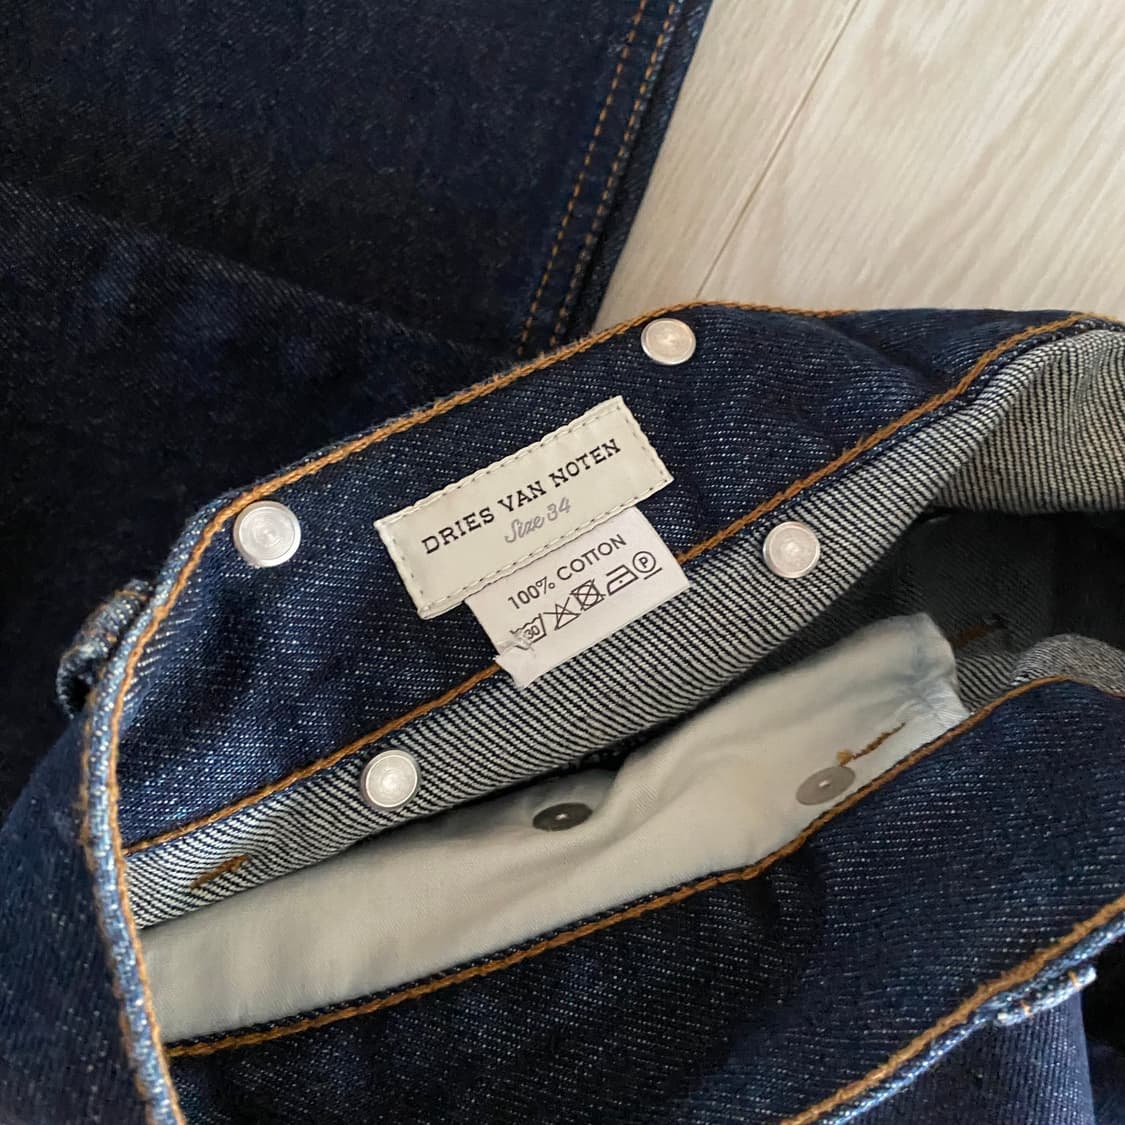 DRIES VAN NOTEN
Size 34
100% COTTON
30 P